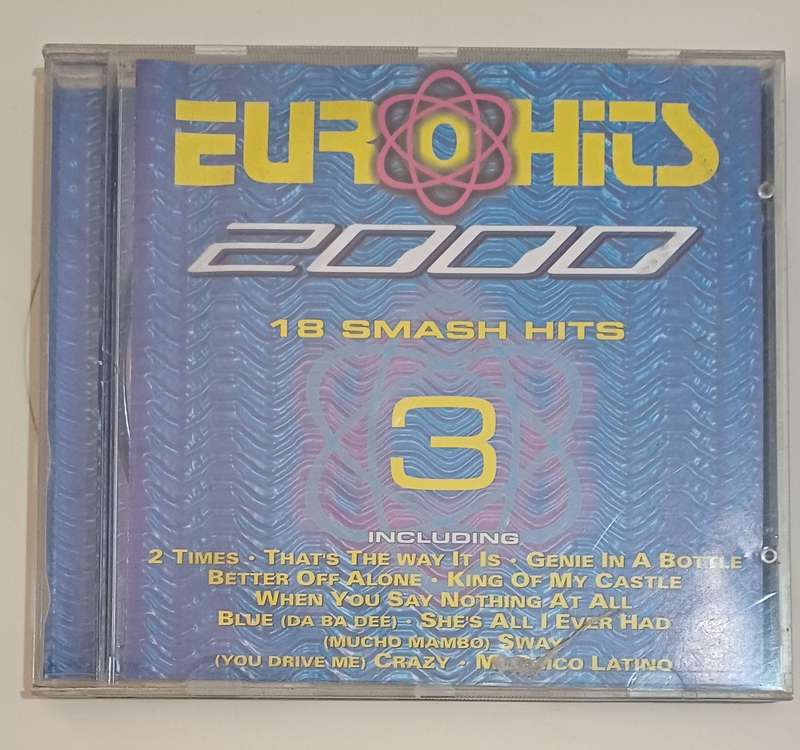 EUROHiTS
2000
18 SMASH HITS
3
INCLUDING
2 TIMES • THAT'S THE WAY IT IS • GENIE IN A BOTTLE
BETTER OFF ALONE • KING OF MY CASTLE
WHEN YOU SAY NOTHING AT ALL
BLUE (DA BA DEE) • SHE'S ALL I EVER HAD
(MUCHO MAMBO) SWAY
(YOU DRIVE ME) CRAZY • LATINO